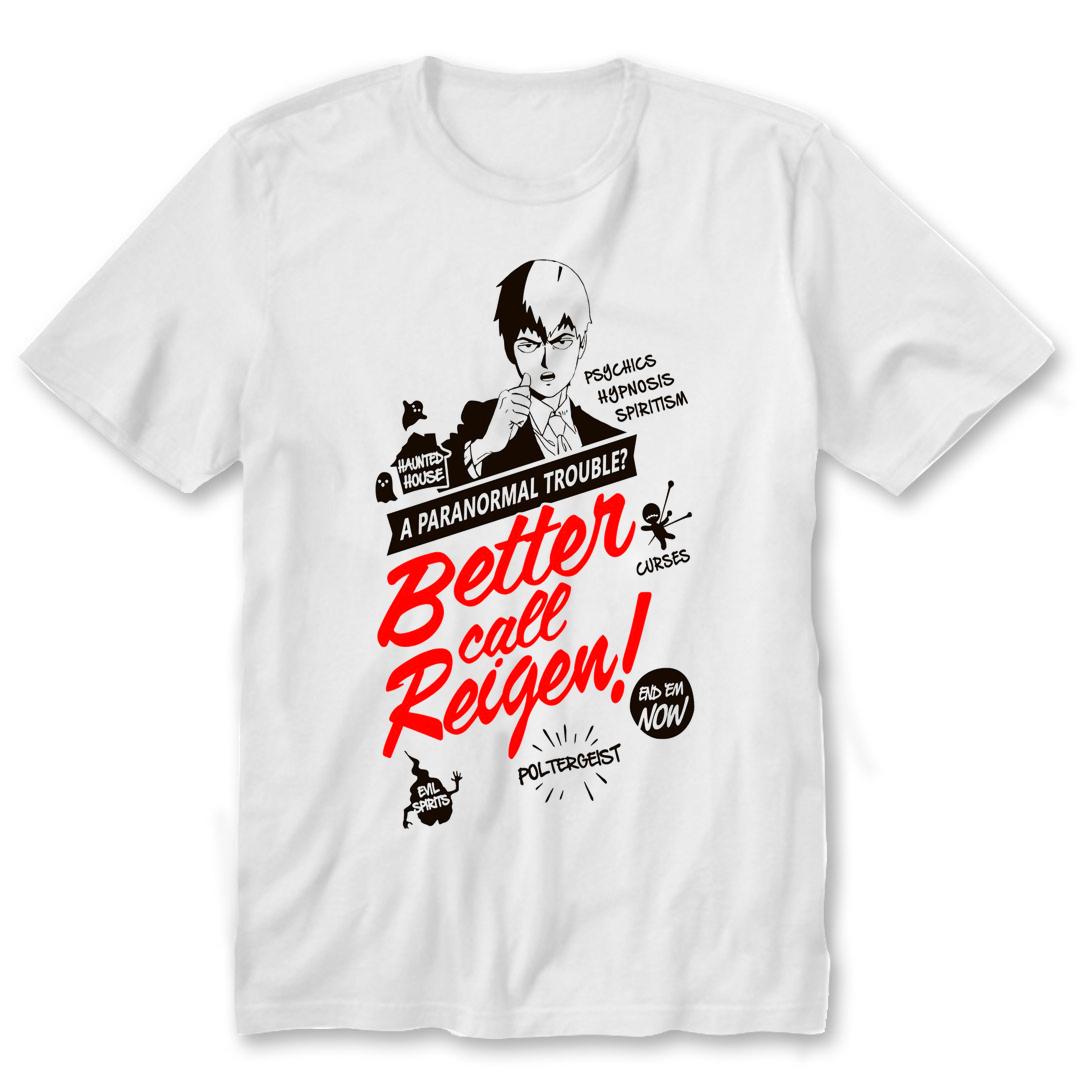 PSYCHICS
HYPNOSIS
SPIRITISM
HAUNTED
HOUSE
A PARANORMAL TROUBLE?
Better
call
Reigen!
CURSES
END 'EM
NOW
POLTERGEIST
EVIL
SPIRITS